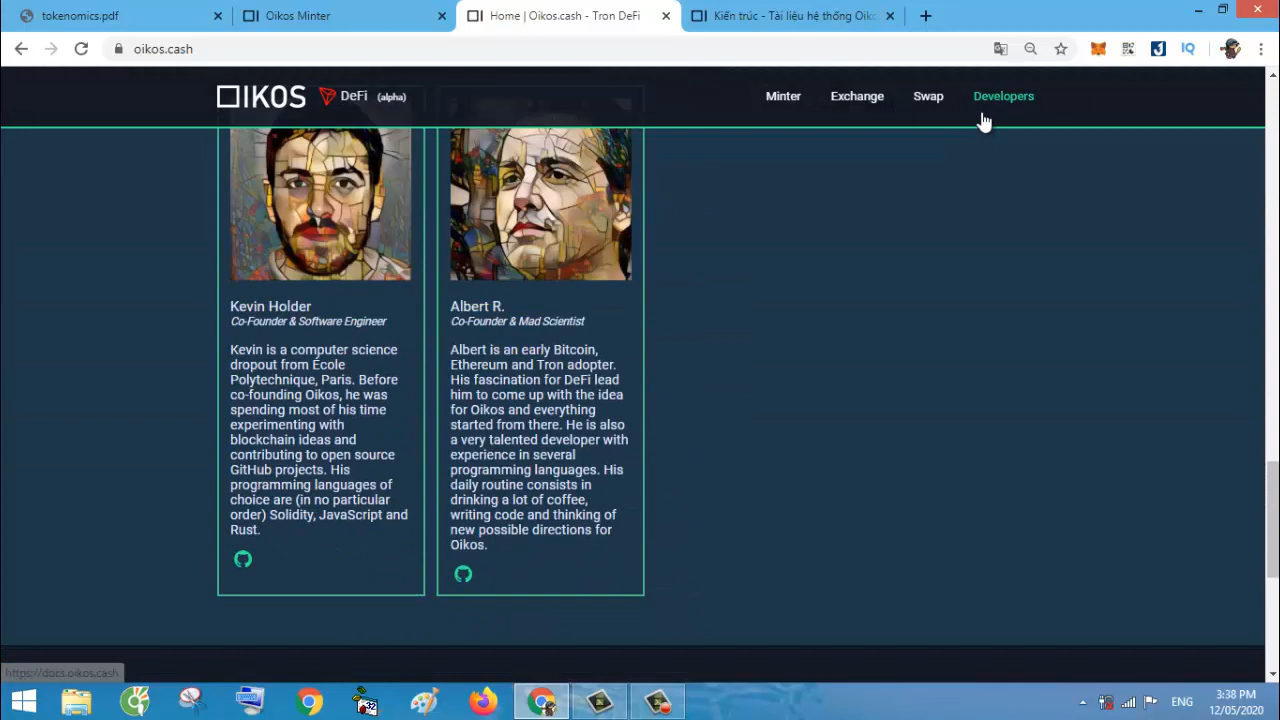 tokenomics.pdf
Oikos Minter
Home | Oikos.cash - Tron DeFi
Kiến trúc - Tài liệu hệ thống Oiko
oikos.cash
OIKOS DeFi (alpha)
Minter
Exchange
Swap
Developers
Kevin Holder
Co-Founder & Software Engineer
Kevin is a computer science
dropout from École
Polytechnique, Paris. Before
co-founding Oikos, he was
spending most of his time
experimenting with
blockchain ideas and
contributing to open source
GitHub projects. His
programming languages of
choice are (in no particular
order) Solidity, JavaScript and
Rust.
Albert R.
Co-Founder & Mad Scientist
Albert is an early Bitcoin,
Ethereum and Tron adopter.
His fascination for DeFi lead
him to come up with the idea
for Oikos and everything
started from there. He is also
a very talented developer with
experience in several
programming languages. His
daily routine consists in
drinking a lot of coffee,
writing code and thinking of
new possible directions for
Oikos.
https://docs.oikos.cash
ENG
3:38 PM
12/05/2020